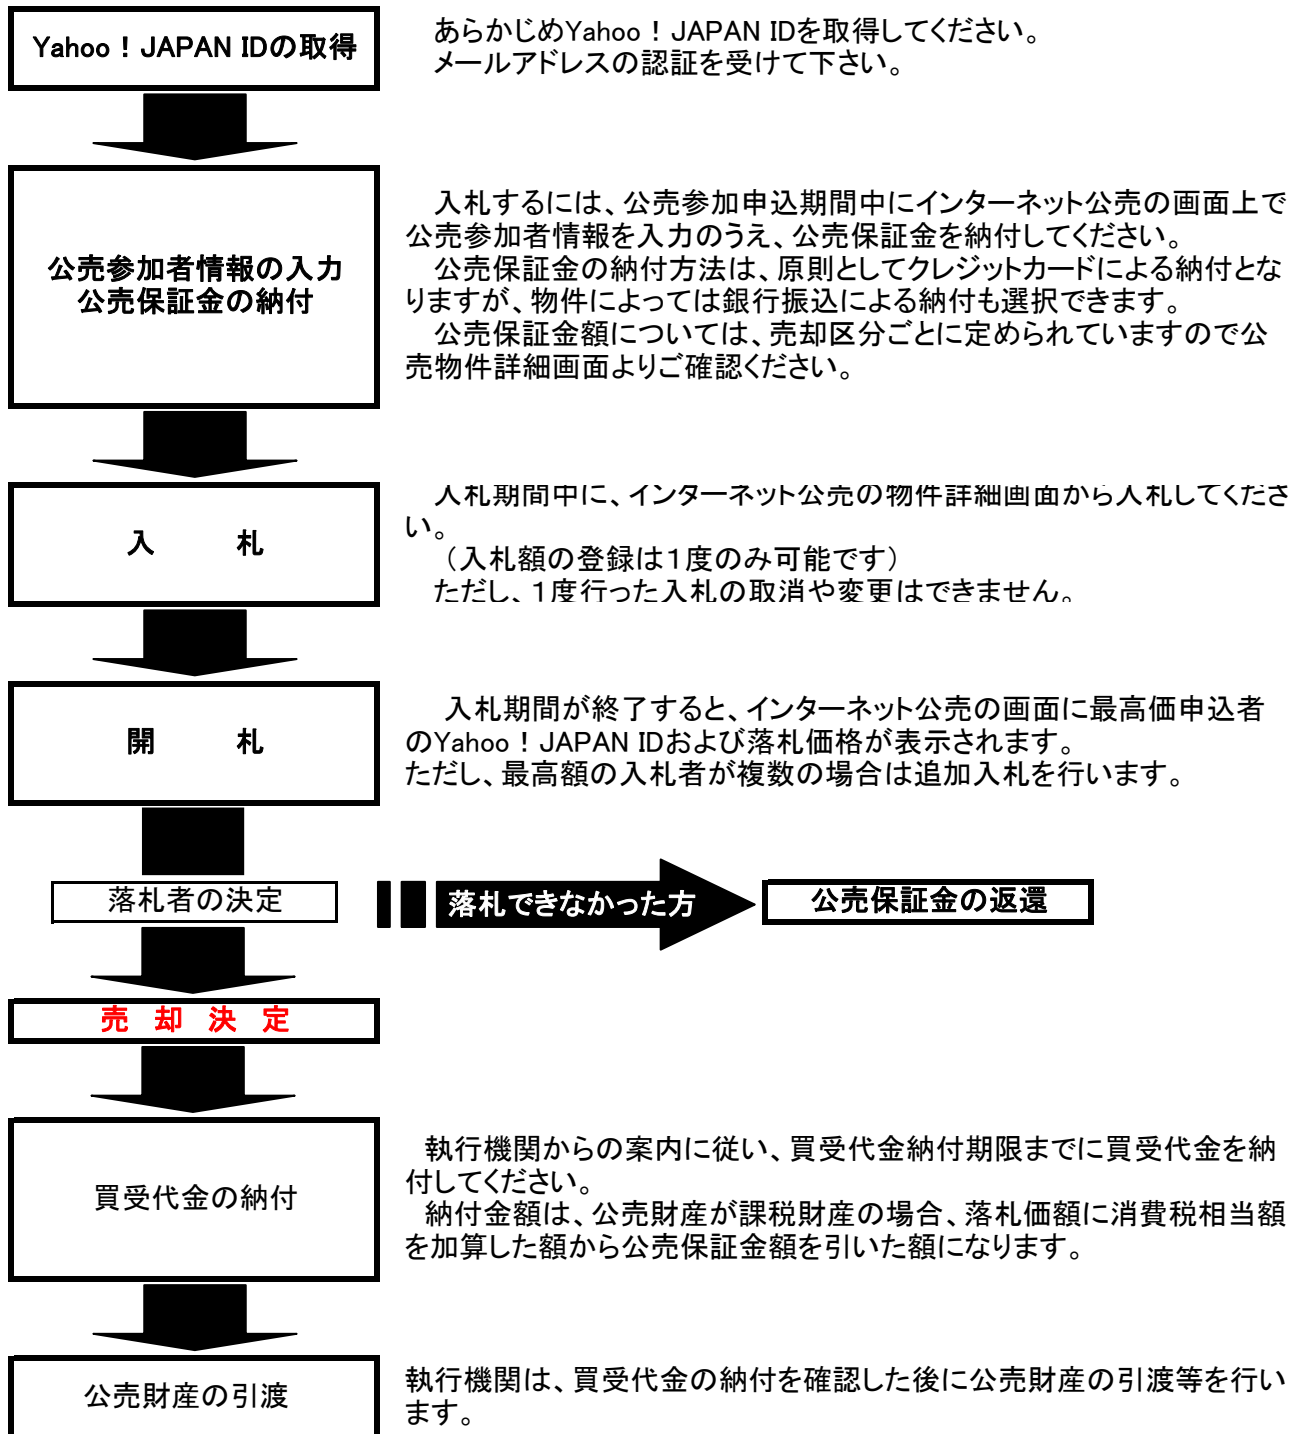 Yahoo！JAPAN IDの取得
あらかじめYahoo！JAPAN IDを取得してください。
メールアドレスの認証を受けて下さい。
公売参加者情報の入力
公売保証金の納付
入札するには、公売参加申込期間中にインターネット公売の画面上で
公売参加者情報を入力のうえ、公売保証金を納付してください。
公売保証金の納付方法は、原則としてクレジットカードによる納付とな
りますが、物件によっては銀行振込による納付も選択できます。
公売保証金額については、売却区分ごとに定められていますので公
売物件詳細画面よりご確認ください。
入　　札
入札期間中に、インターネット公売の物件詳細画面から入札してくださ
い。
（入札額の登録は１度のみ可能です）
ただし、１度行った入札の取消や変更はできません。
開　　札
入札期間が終了すると、インターネット公売の画面に最高価申込者
のYahoo！JAPAN IDおよび落札価格が表示されます。
ただし、最高額の入札者が複数の場合は追加入札を行います。
落札者の決定
落札できなかった方
公売保証金の返還
売　却　決　定
買受代金の納付
執行機関からの案内に従い、買受代金納付期限までに買受代金を納
付してください。
納付金額は、公売財産が課税財産の場合、落札価額に消費税相当額
を加算した額から公売保証金額を引いた額になります。
公売財産の引渡
執行機関は、買受代金の納付を確認した後に公売財産の引渡等を行い
ます。